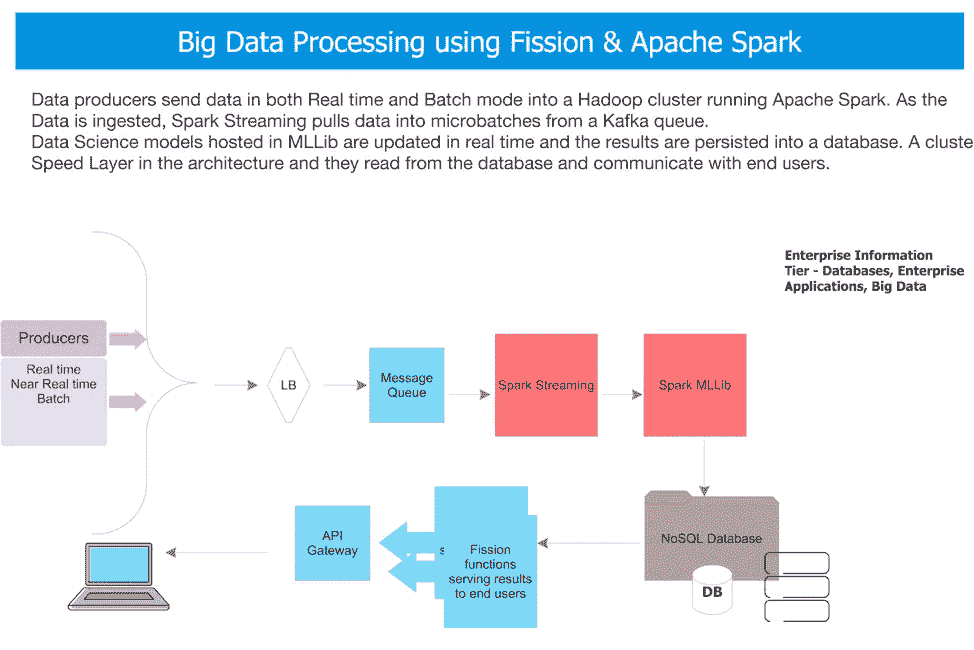 Big Data Processing using Fission & Apache Spark
Data producers send data in both Real time and Batch mode into a Hadoop cluster running Apache Spark. As the
Data is ingested, Spark Streaming pulls data into microbatches from a Kafka queue.
Data Science models hosted in MLLib are updated in real time and the results are persisted into a database. A cluste
Speed Layer in the architecture and they read from the database and communicate with end users.
Enterprise Information
Tier - Databases, Enterprise
Applications, Big Data
Producers
Real time
Near Real time
Batch
LB
Message
Queue
Spark Streaming
Spark MLLib
API
Gateway
s
Fission
functions
serving results
to end users
NoSQL Database
DB